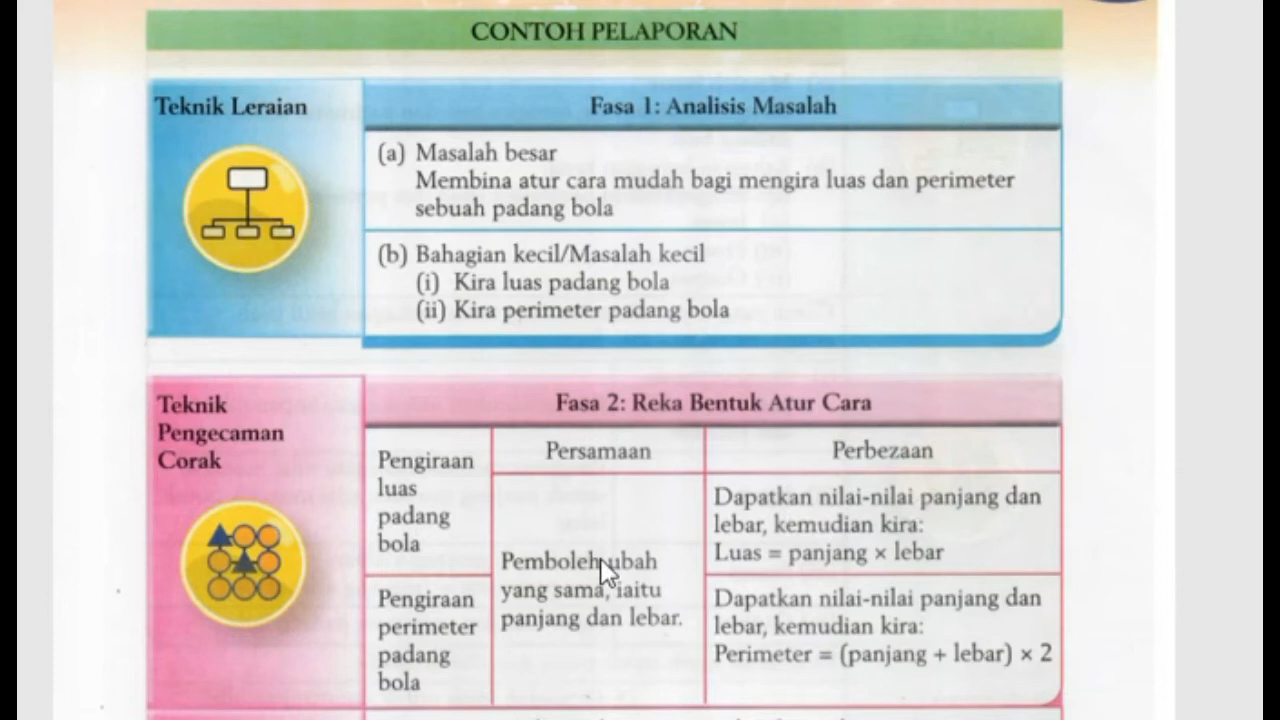 CONTOH PELAPORAN
Teknik Leraian
Fasa 1: Analisis Masalah
(a) Masalah besar
Membina atur cara mudah bagi mengira luas dan perimeter
sebuah padang bola
(b) Bahagian kecil/Masalah kecil
(i) Kira luas padang bola
(ii) Kira perimeter padang bola
Teknik
Pengecaman
Corak
Fasa 2: Reka Bentuk Atur Cara
Persamaan
Perbezaan
Pengiraan
luas
padang
bola
Pemboleh ubah
yang sama, iaitu
panjang dan lebar.
Dapatkan nilai-nilai panjang dan
lebar, kemudian kira:
Luas = panjang × lebar
Pengiraan
perimeter
padang
bola
Dapatkan nilai-nilai panjang dan
lebar, kemudian kira:
Perimeter = (panjang + lebar) × 2